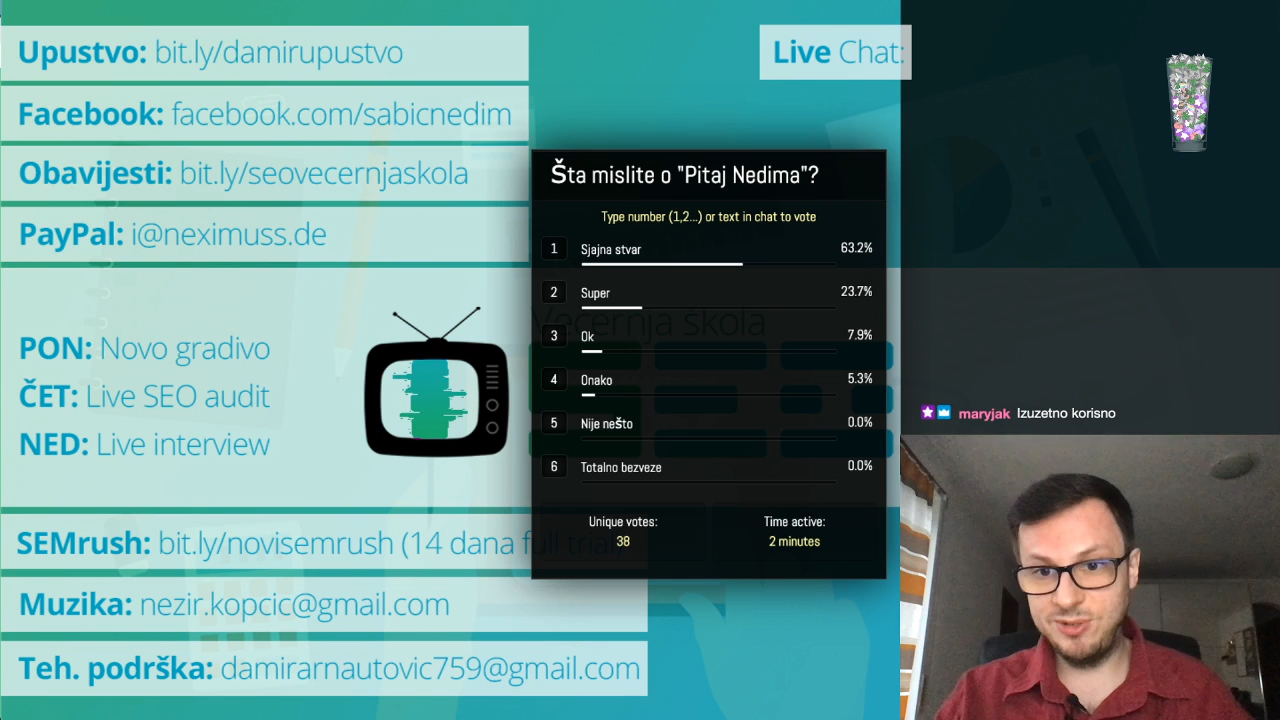 Upustvo: bit.ly/damirupustvo
Facebook: facebook.com/sabicnedim
Obavijesti: bit.ly/seovecernjaskola
PayPal: i@neximuss.de
PON: Novo gradivo
ČET: Live SEO audit
NED: Live interview
SEMrush: bit.ly/novisemrush (14 dana full trial)
Muzika: nezir.kopcic@gmail.com
Teh. podrška: damirarnautovic759@gmail.com
Live Chat:
Večernja škola
Šta mislite o "Pitaj Nedima"?
Type number (1,2...) or text in chat to vote
1 Sjajna stvar 63.2%
2 Super 23.7%
3 Ok 7.9%
4 Onako 5.3%
5 Nije nešto 0.0%
6 Totalno bezveze 0.0%
Unique votes: Time active:
38 2 minutes
maryjak Izuzetno korisno